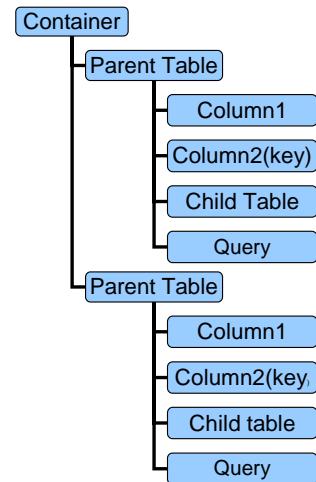 Container
Parent Table
Column1
Column2(key)
Child Table
Query
Parent Table
Column1
Column2(key)
Child table
Query